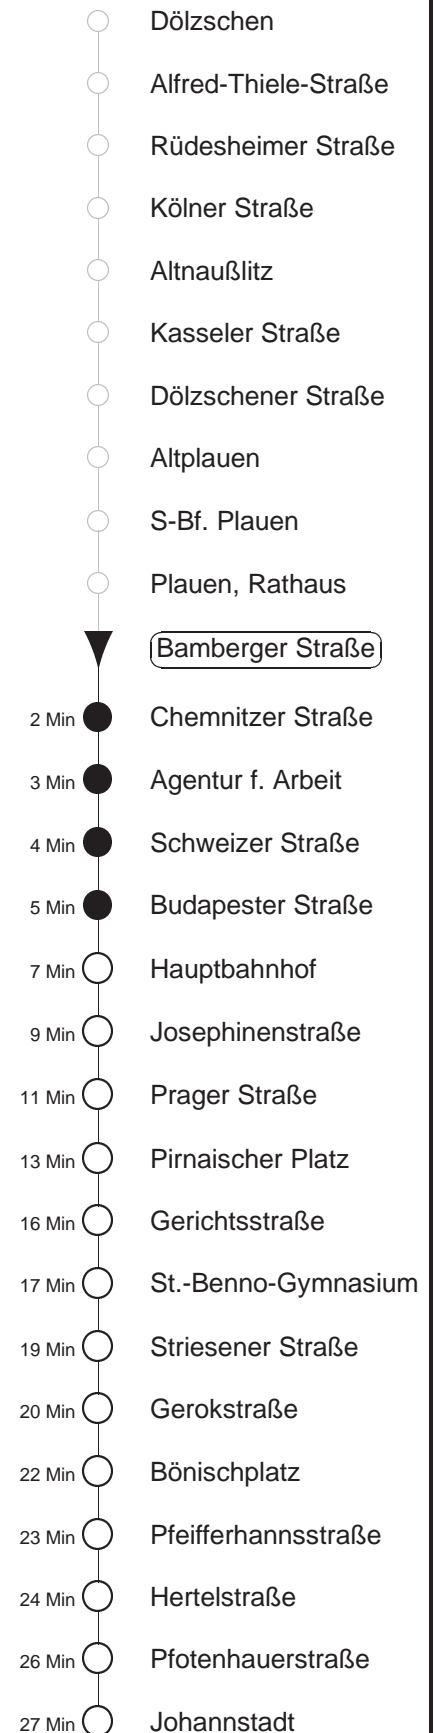 Dölzschen
Alfred-Thiele-Straße
Rüdesheimer Straße
Kölner Straße
Altnaußlitz
Kasseler Straße
Dölzschener Straße
Altplauen
S-Bf. Plauen
Plauen, Rathaus
Bamberger Straße
2 Min Chemnitzer Straße
3 Min Agentur f. Arbeit
4 Min Schweizer Straße
5 Min Budapester Straße
7 Min Hauptbahnhof
9 Min Josephinenstraße
11 Min Prager Straße
13 Min Pirnaischer Platz
16 Min Gerichtsstraße
17 Min St.-Benno-Gymnasium
19 Min Striesener Straße
20 Min Gerokstraße
22 Min Bönischplatz
23 Min Pfeifferhannsstraße
24 Min Hertelstraße
26 Min Pfotenhauerstraße
27 Min Johannstadt